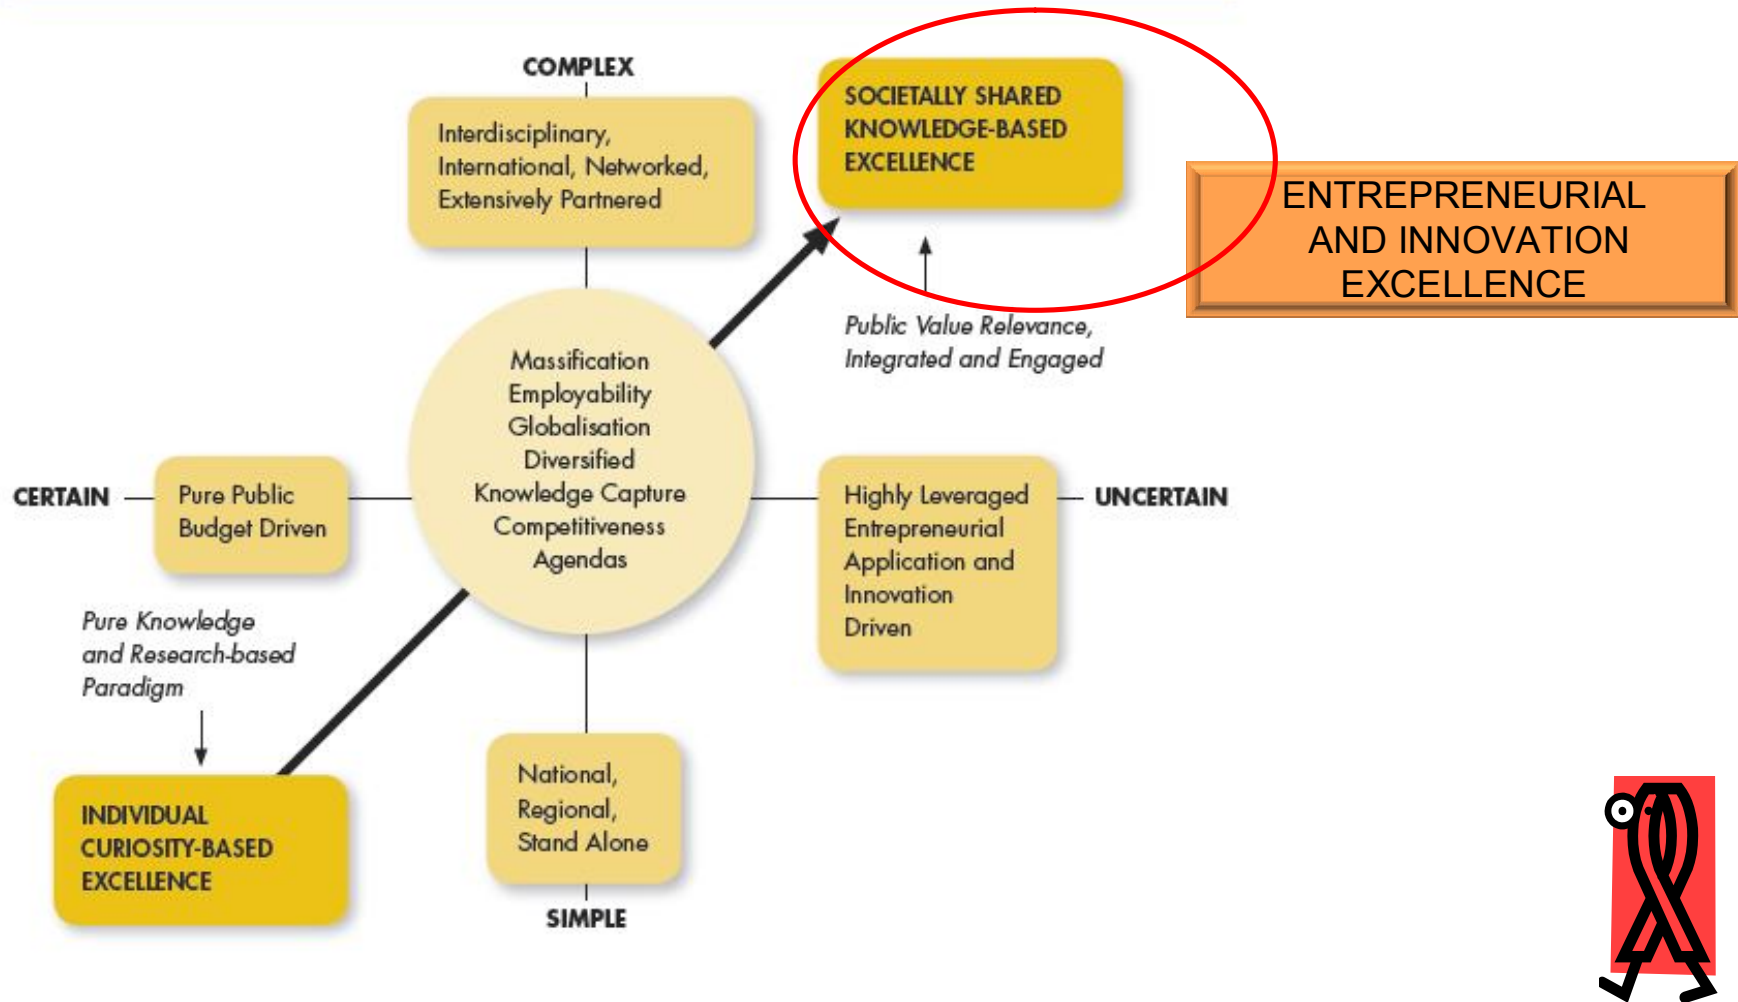 COMPLEX
Interdisciplinary,
International, Networked,
Extensively Partnered
SOCIETALLY SHARED
KNOWLEDGE-BASED
EXCELLENCE
ENTREPRENEURIAL
AND INNOVATION
EXCELLENCE
Public Value Relevance,
Integrated and Engaged
Massification
Employability
Globalisation
Diversified
Knowledge Capture
Competitiveness
Agendas
CERTAIN
Pure Public
Budget Driven
Highly Leveraged
Entrepreneurial
Application and
Innovation
Driven
UNCERTAIN
Pure Knowledge
and Research-based
Paradigm
INDIVIDUAL
CURIOSITY-BASED
EXCELLENCE
National,
Regional,
Stand Alone
SIMPLE